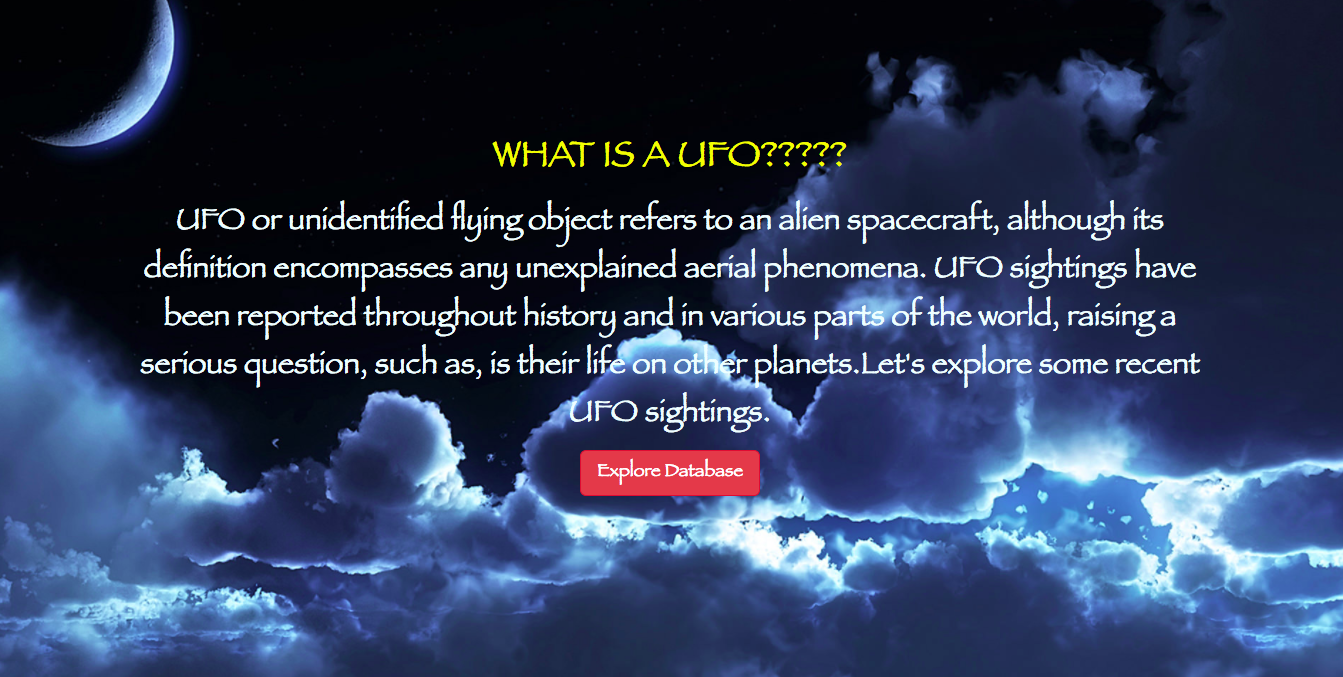 WHAT IS A UFO?????
UFO or unidentified flying object refers to an alien spacecraft, although its
definition encompasses any unexplained aerial phenomena. UFO sightings have
been reported throughout history and in various parts of the world, raising a
serious question, such as, is their life on other planets.Let's explore some recent
UFO sightings.
Explore Database